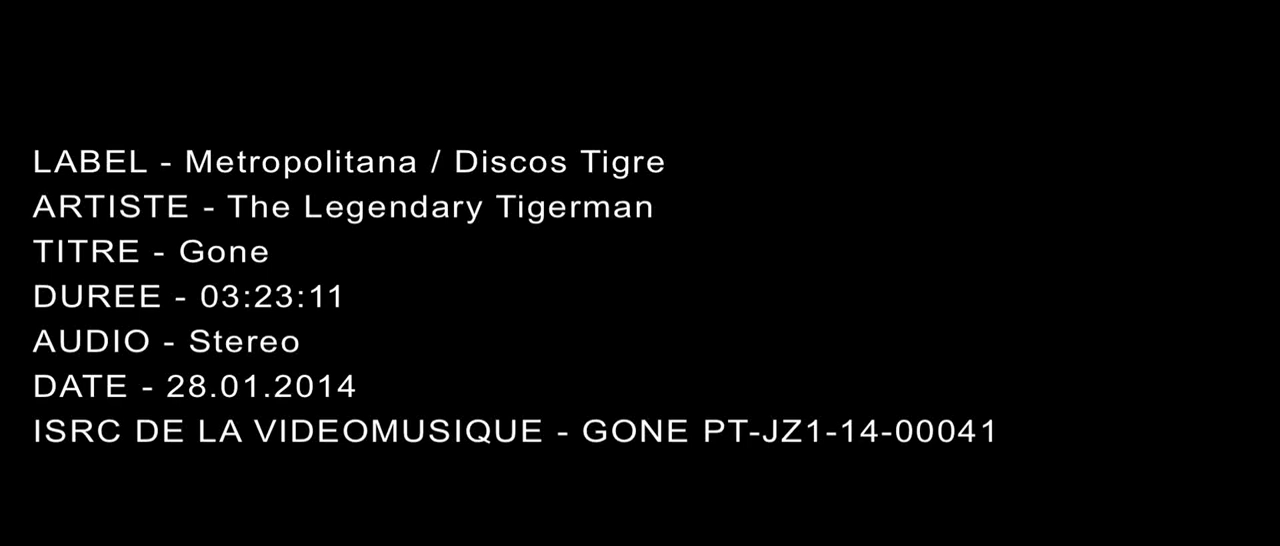 LABEL - Metropolitana / Discos Tigre
ARTISTE - The Legendary Tigerman
TITRE - Gone
DUREE - 03:23:11
AUDIO - Stereo
DATE - 28.01.2014
ISRC DE LA VIDEOMUSIQUE - GONE PT-JZ1-14-00041